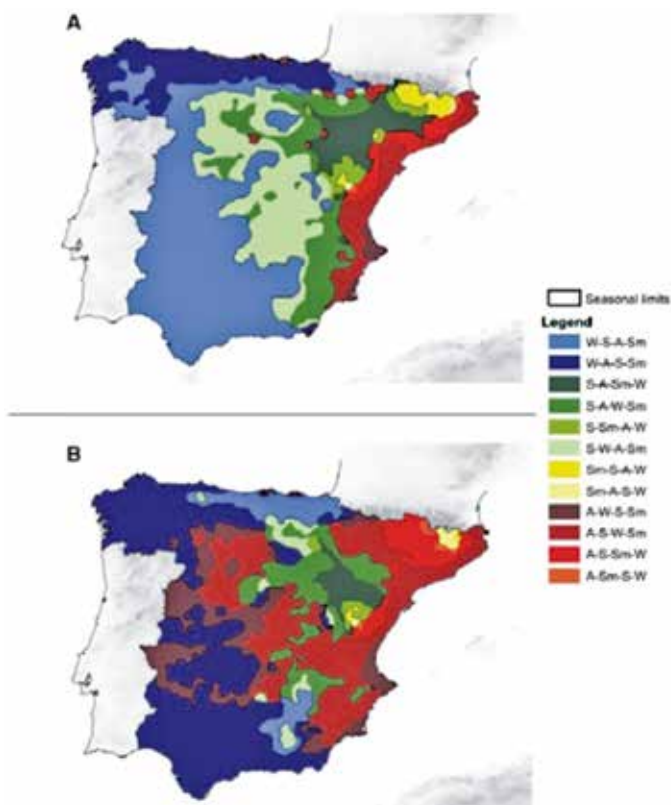 A
Seasonal limits
Legend
W-S-A-Sm
W-A-S-Sm
S-A-Sm-W
S-A-W-Sm
S-Sm-A-W
S-W-A-Sm
Sm-S-A-W
Sm-A-S-W
A-W-S-Sm
A-S-W-Sm
A-S-Sm-W
A-Sm-S-W
B